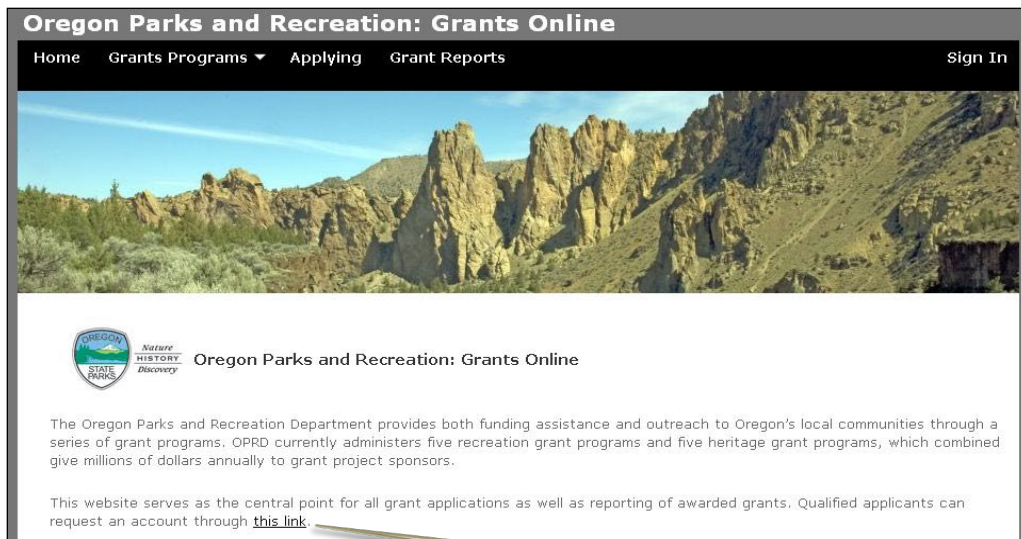 Oregon Parks and Recreation: Grants Online
Home Grants Programs Applying Grant Reports Sign In
OREGON STATE PARKS
Nature
HISTORY
Discovery
Oregon Parks and Recreation: Grants Online
The Oregon Parks and Recreation Department provides both funding assistance and outreach to Oregon's local communities through a
series of grant programs. OPRD currently administers five recreation grant programs and five heritage grant programs, which combined
give millions of dollars annually to grant project sponsors.
This website serves as the central point for all grant applications as well as reporting of awarded grants. Qualified applicants can
request an account through this link.